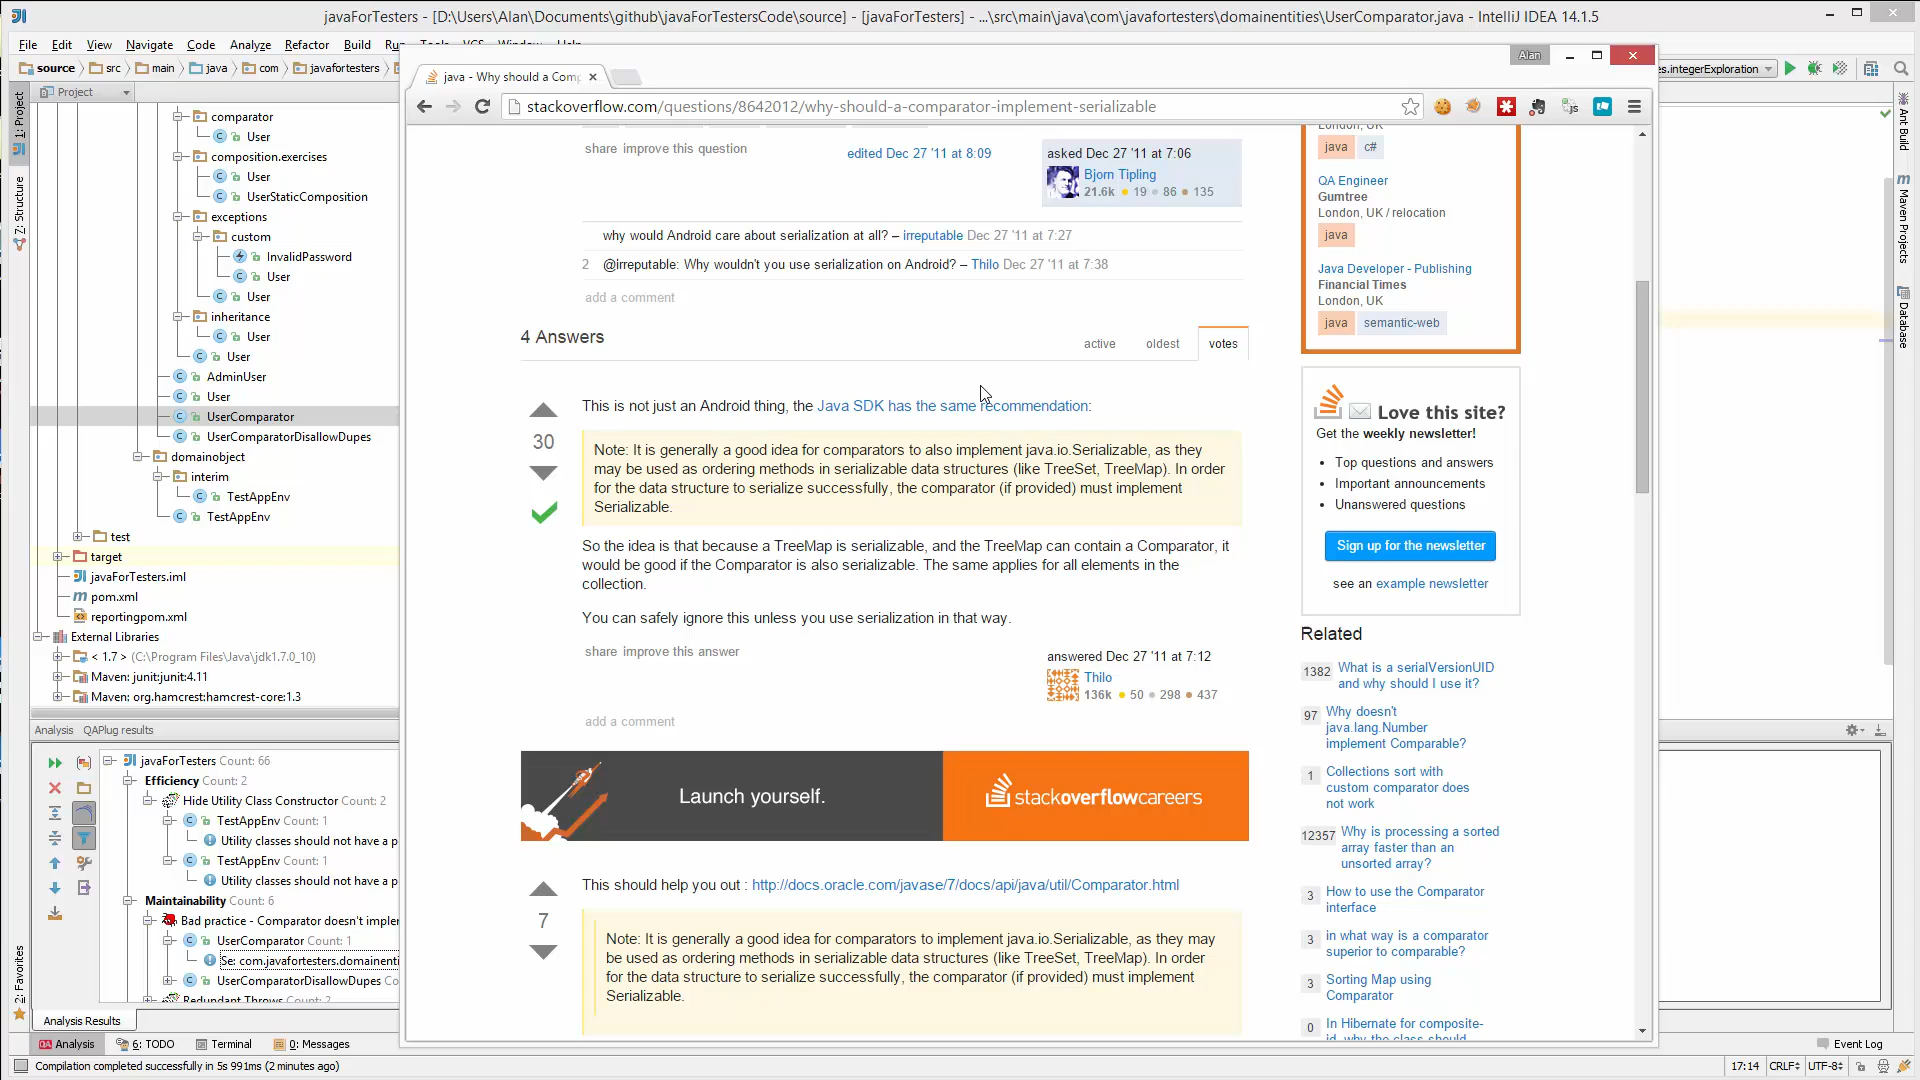 javaForTesters - [D:\Users\Alan\Documents\github\javaForTestersCode\source] - [javaForTesters] - ...\src\main\java\com\javafortesters\domainentities\UserComparator.java - IntelliJ IDEA 14.1.5
File Edit View Navigate Code Analyze Refactor Build
Alan
source src main java com javafortesters
java - Why should a Comp
es.integerExploration
Project
stackoverflow.com/questions/8642012/why-should-a-comparator-implement-serializable
1: Project
Z: Structure
2: Favorites
comparator
User
composition.exercises
User
UserStaticComposition
exceptions
custom
InvalidPassword
User
User
inheritance
User
User
AdminUser
User
UserComparator
UserComparatorDisallowDupes
domainobject
interim
TestAppEnv
TestAppEnv
test
target
javaForTesters.iml
pom.xml
reportingpom.xml
External Libraries
< 1.7 > (C:\Program Files\Java\jdk1.7.0_10)
Maven: junit:junit:4.11
Maven: org.hamcrest:hamcrest-core:1.3
Analysis QAPlug results
javaForTesters Count: 66
Efficiency Count: 2
Hide Utility Class Constructor Count: 2
TestAppEnv Count: 1
Utility classes should not have a p
TestAppEnv Count: 1
Utility classes should not have a p
Maintainability Count: 6
Bad practice - Comparator doesn't implem
UserComparator Count: 1
Se: com.javafortesters.domainenti
UserComparatorDisallowDupes Co
Redundant Throws Count: 2
Analysis Results
share improve this question
edited Dec 27 '11 at 8:09
asked Dec 27 '11 at 7:06
Bjorn Tipling
21.6k 19 86 135
why would Android care about serialization at all? – irreputable Dec 27 '11 at 7:27
2 @irreputable: Why wouldn't you use serialization on Android? – Thilo Dec 27 '11 at 7:38
add a comment
4 Answers
active oldest votes
This is not just an Android thing, the Java SDK has the same recommendation:
30
Note: It is generally a good idea for comparators to also implement java.io.Serializable, as they
may be used as ordering methods in serializable data structures (like TreeSet, TreeMap). In order
for the data structure to serialize successfully, the comparator (if provided) must implement
Serializable.
So the idea is that because a TreeMap is serializable, and the TreeMap can contain a Comparator, it
would be good if the Comparator is also serializable. The same applies for all elements in the
collection.
You can safely ignore this unless you use serialization in that way.
share improve this answer
answered Dec 27 '11 at 7:12
Thilo
136k 50 298 437
add a comment
Launch yourself.
stackoverflowcareers
This should help you out : http://docs.oracle.com/javase/7/docs/api/java/util/Comparator.html
7
Note: It is generally a good idea for comparators to implement java.io.Serializable, as they may
be used as ordering methods in serializable data structures (like TreeSet, TreeMap). In order
for the data structure to serialize successfully, the comparator (if provided) must implement
Serializable.
London, UK
java c#
QA Engineer
Gumtree
London, UK / relocation
java
Java Developer - Publishing
Financial Times
London, UK
java semantic-web
Love this site?
Get the weekly newsletter!
Top questions and answers
Important announcements
Unanswered questions
Sign up for the newsletter
see an example newsletter
Related
1382 What is a serialVersionUID
and why should I use it?
97 Why doesn't
java.lang.Number
implement Comparable?
1 Collections sort with
custom comparator does
not work
12357 Why is processing a sorted
array faster than an
unsorted array?
3 How to use the Comparator
interface
3 in what way is a comparator
superior to comparable?
3 Sorting Map using
Comparator
0 In Hibernate for composite-
id, why the class should
Ant Build
Maven Projects
Database
Analysis 6: TODO Terminal 0: Messages
Event Log
Compilation completed successfully in 5s 991ms (2 minutes ago)
17:14 CRLF UTF-8